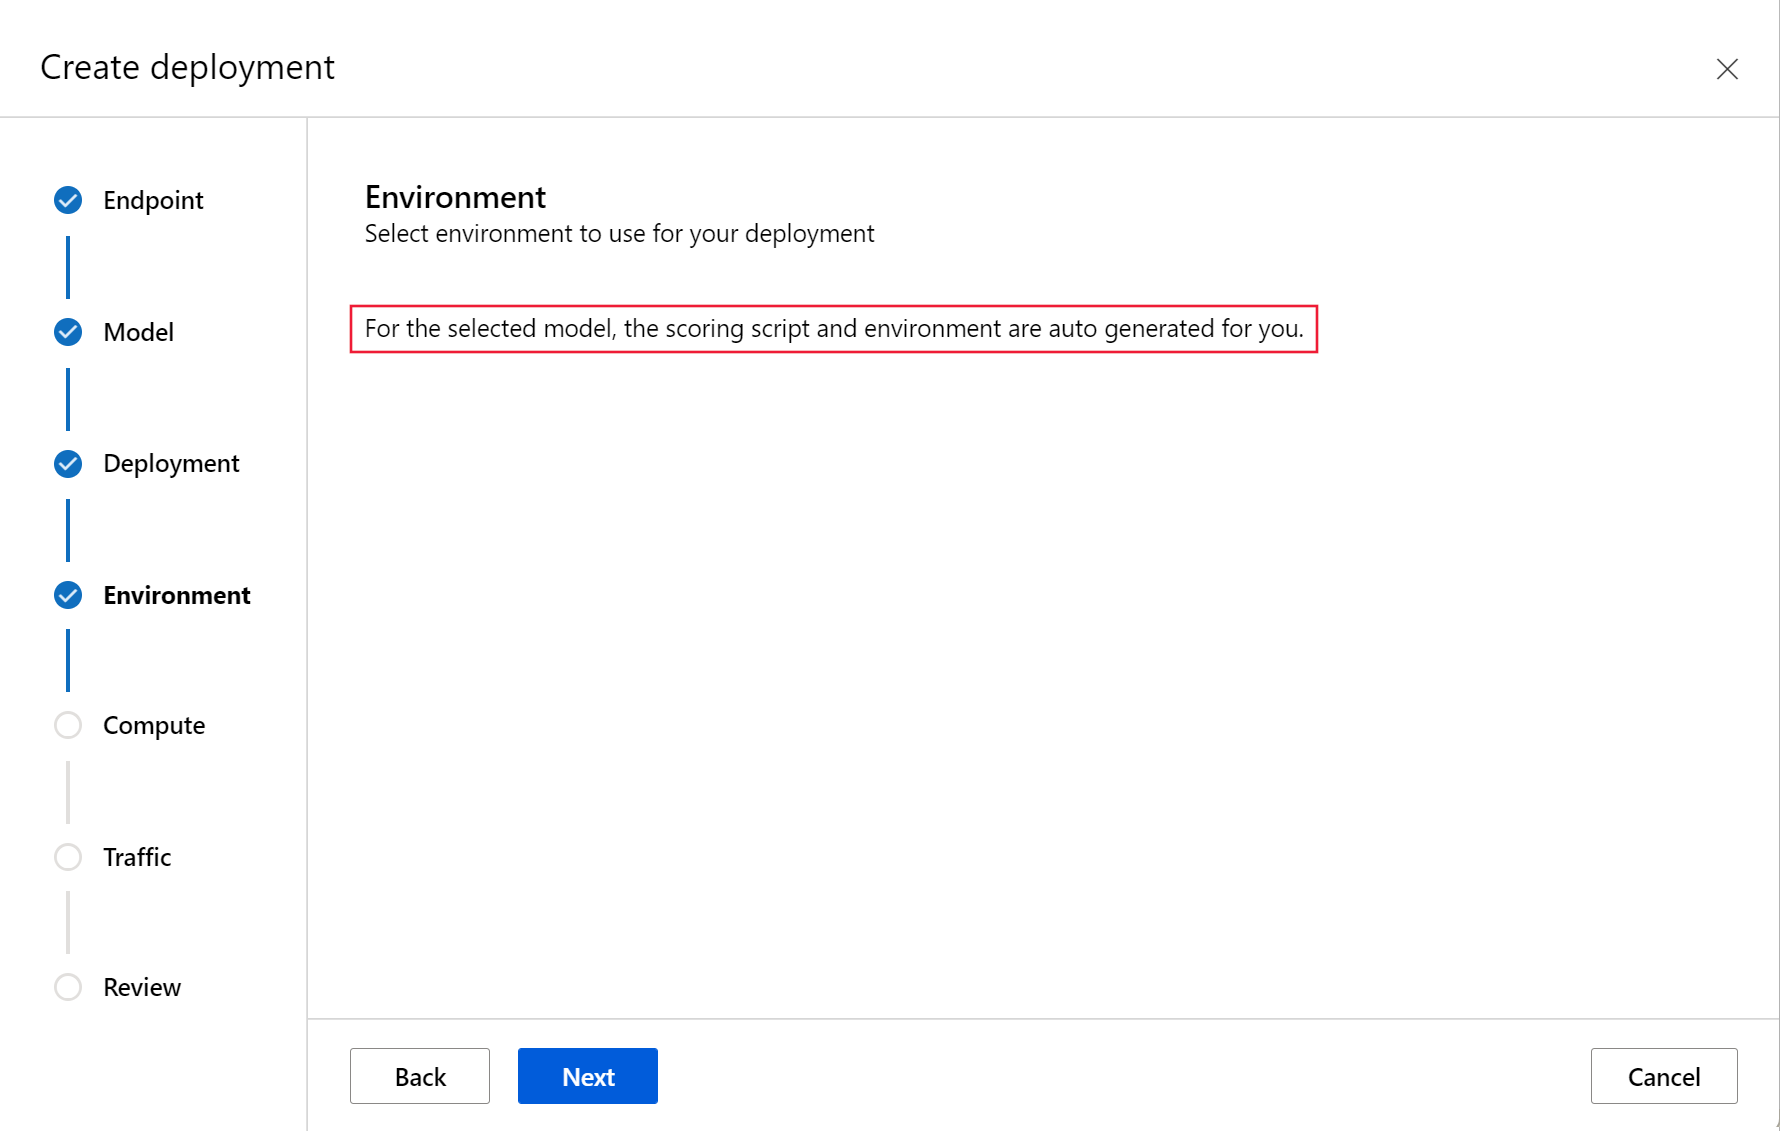 Create deployment
Endpoint
Model
Deployment
Environment
Compute
Traffic
Review
Environment
Select environment to use for your deployment
For the selected model, the scoring script and environment are auto generated for you.
Back
Next
Cancel